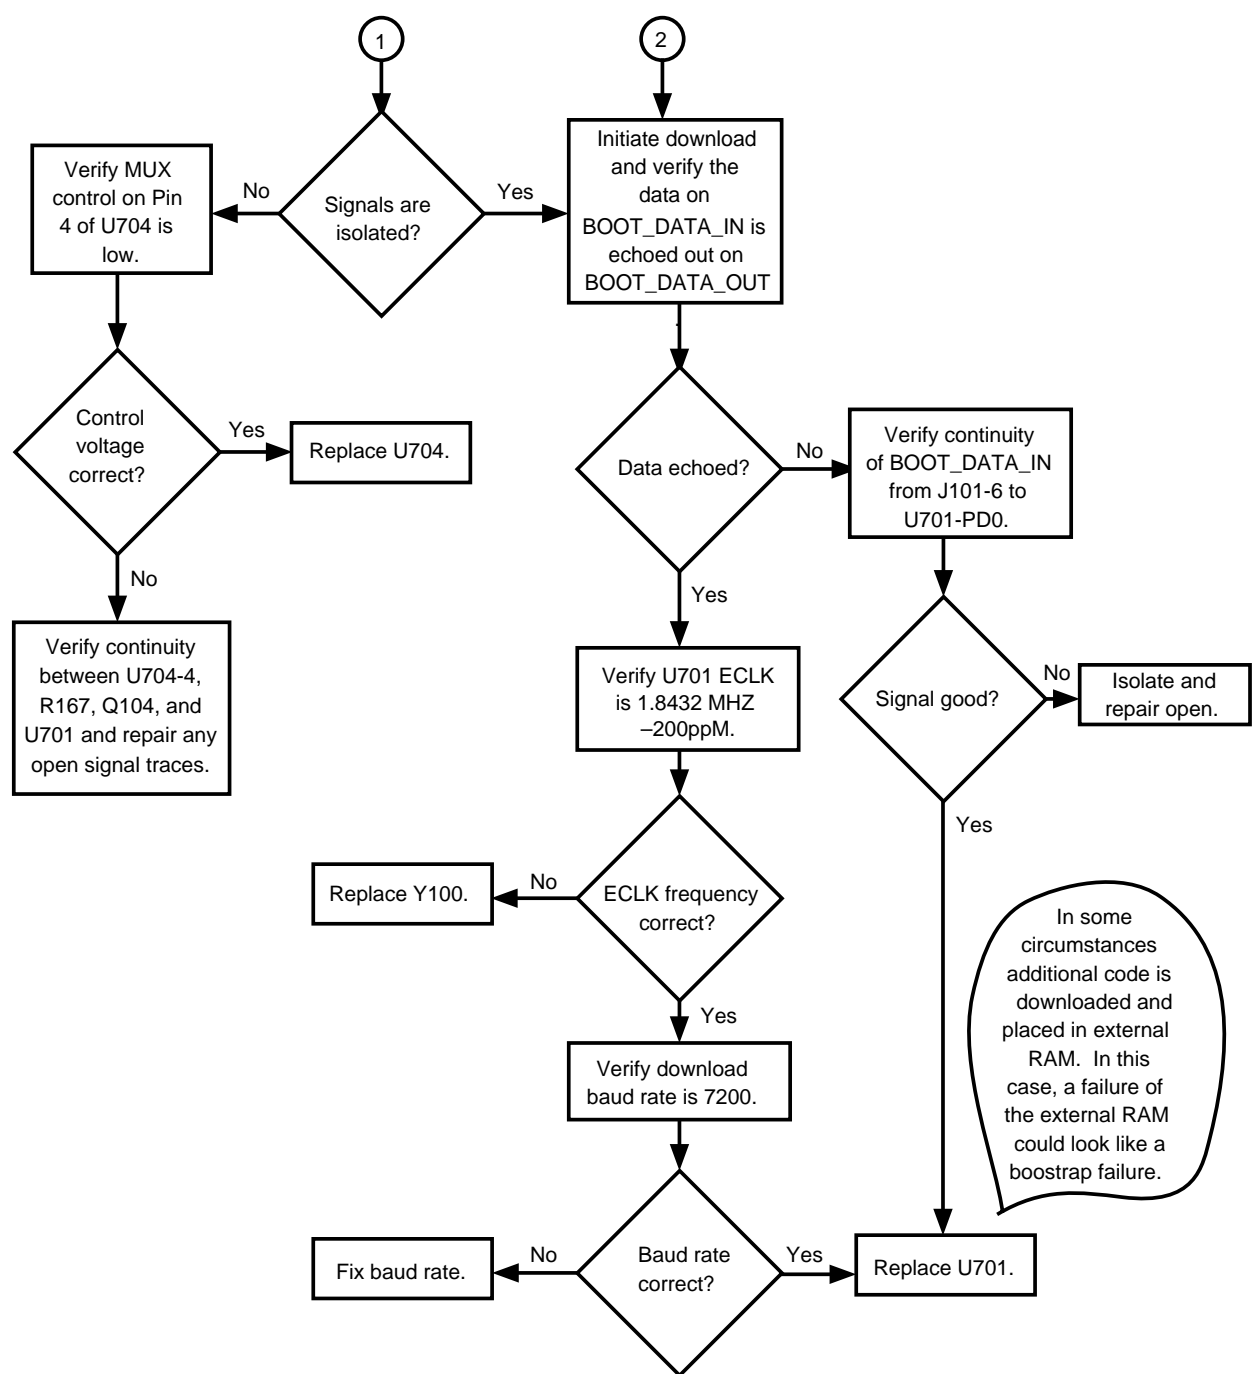 1
2
Verify MUX
control on Pin
4 of U704 is
low.
No
Signals are
isolated?
Yes
Initiate download
and verify the
data on
BOOT_DATA_IN is
echoed out on
BOOT_DATA_OUT
Control
voltage
correct?
Yes
Replace U704.
Data echoed?
No
Verify continuity
of BOOT_DATA_IN
from J101-6 to
U701-PD0.
No
Yes
Verify continuity
between U704-4,
R167, Q104, and
U701 and repair any
open signal traces.
Verify U701 ECLK
is 1.8432 MHZ
–200ppM.
Signal good?
No
Isolate and
repair open.
Yes
Replace Y100.
No
ECLK frequency
correct?
Yes
In some
circumstances
additional code is
downloaded and
placed in external
RAM.  In this
case, a failure of
the external RAM
could look like a
boostrap failure.
Verify download
baud rate is 7200.
Fix baud rate.
No
Baud rate
correct?
Yes
Replace U701.